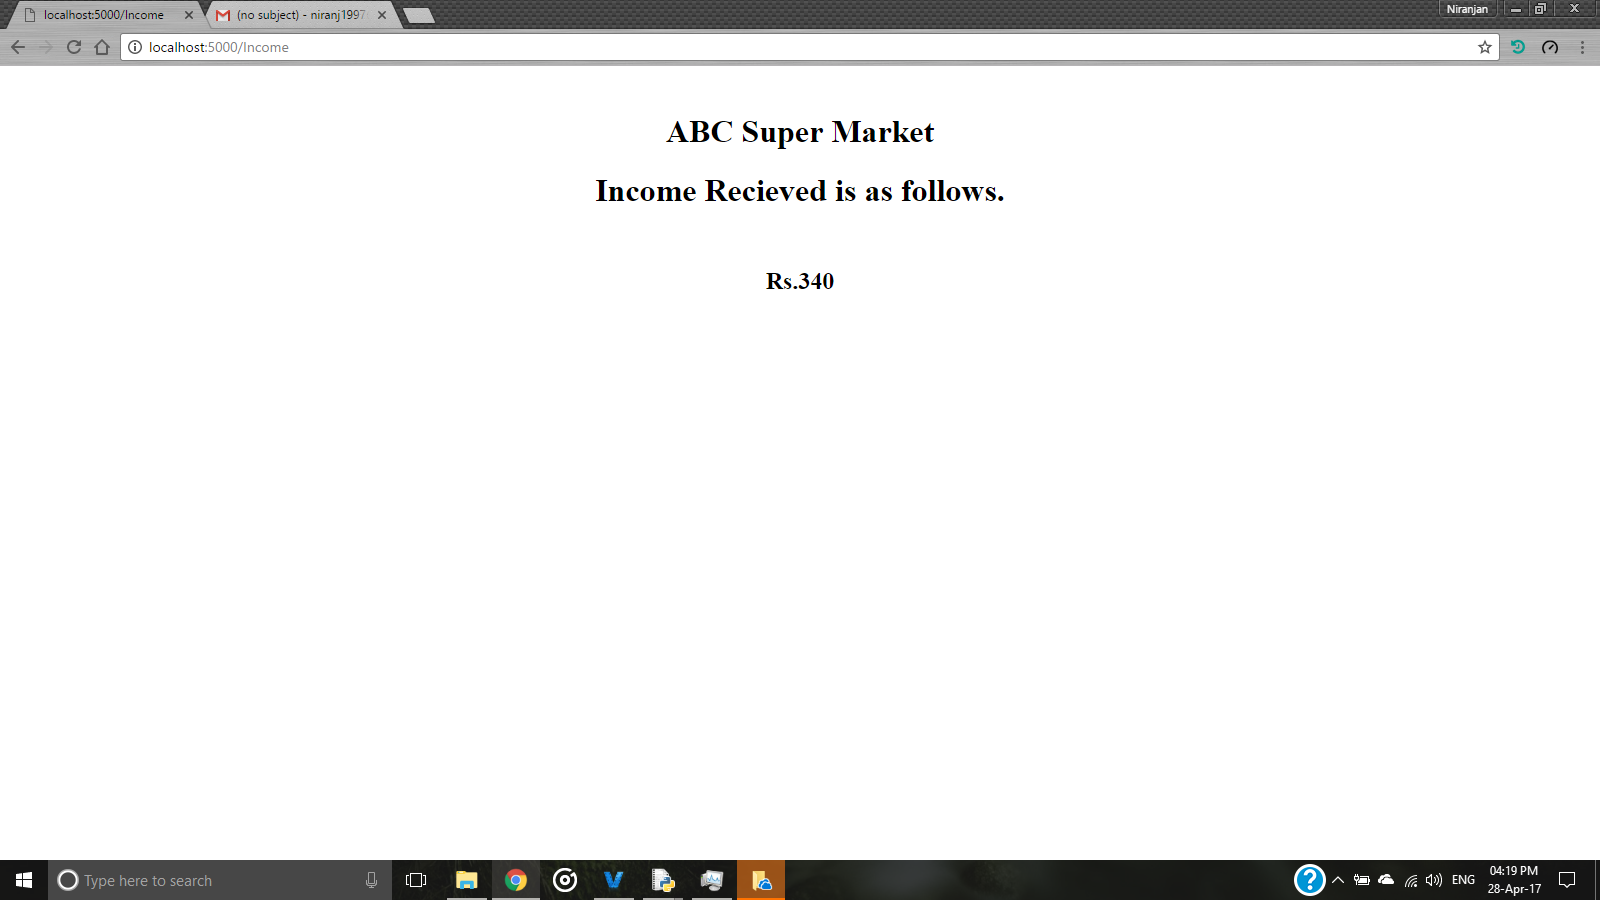 localhost:5000/Income
(no subject) - niranj1997
Niranjan
localhost:5000/Income
ABC Super Market
Income Recieved is as follows.
Rs.340
Type here to search
ENG
04:19 PM
28-Apr-17